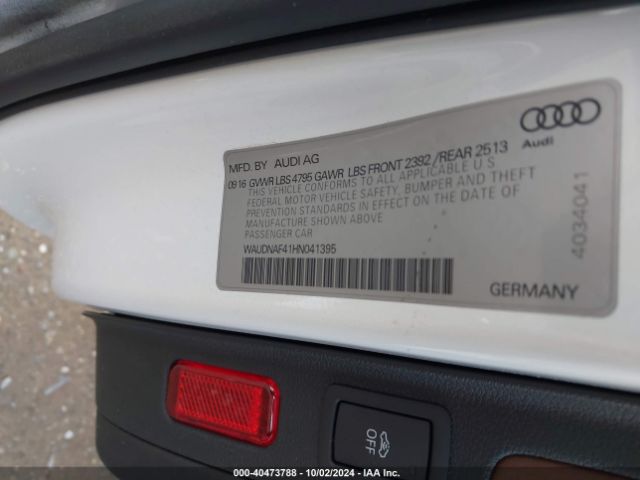 Audi
MFD. BY AUDI AG
09 16 GVWR LBS 4795 GAWR LBS FRONT 2392 /REAR 2513
THIS VEHICLE CONFORMS TO ALL APPLICABLE U.S
FEDERAL MOTOR VEHICLE SAFETY, BUMPER AND THEFT
PREVENTION STANDARDS IN EFFECT ON THE DATE OF
MANUFACTURE SHOWN ABOVE
PASSENGER CAR
WAUDNAF41HN041395
4034041
GERMANY
OFF
000-40473788 - 10/02/2024 - IAA Inc.